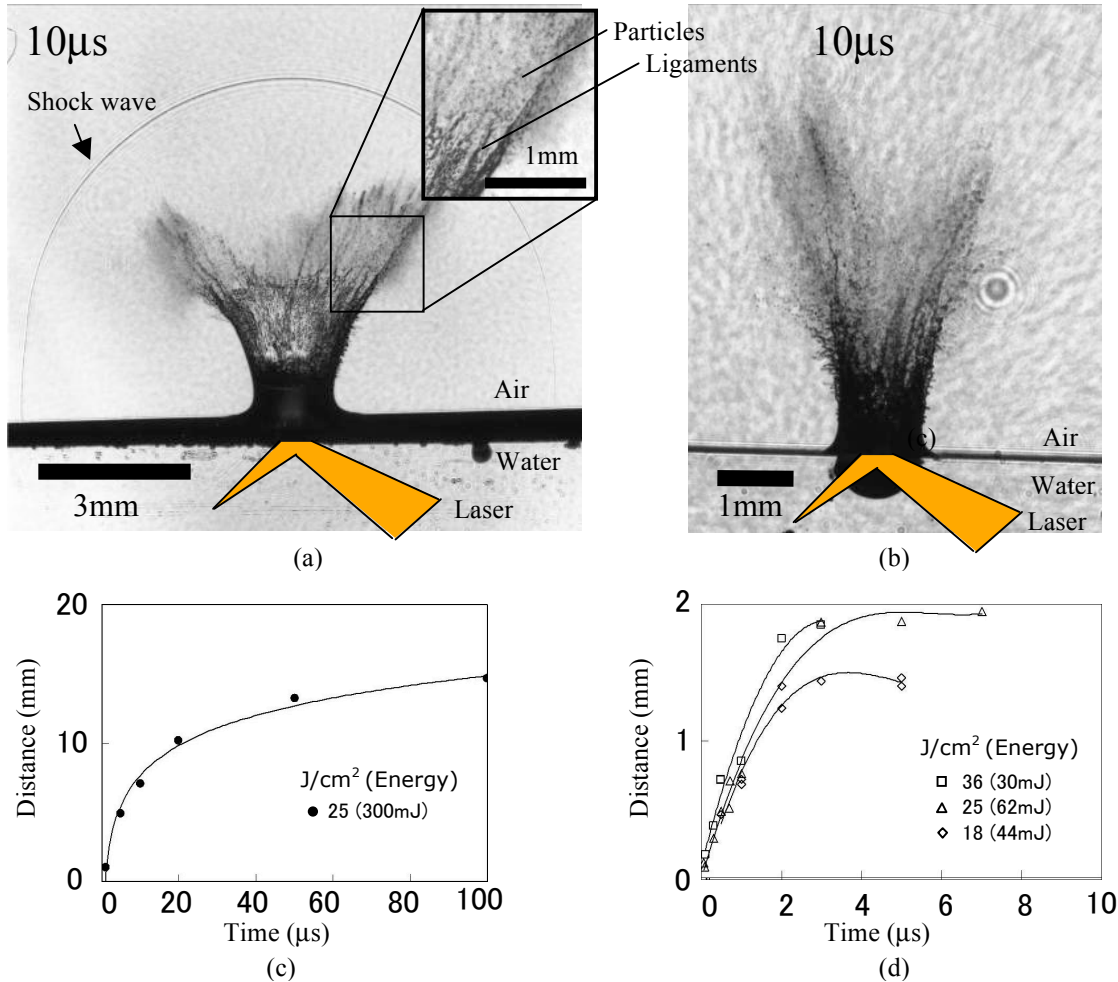 10μs
Shock wave
Particles
Ligaments
1mm
Air
Water
3mm
Laser
(a)
10μs
(c)
Air
Water
1mm
Laser
(b)
20
10
0
Distance (mm)
J/cm² (Energy)
● 25 (300mJ)
0 20 40 60 80 100
Time (μs)
(c)
2
1
0
Distance (mm)
J/cm² (Energy)
□ 36 (30mJ)
△ 25 (62mJ)
◇ 18 (44mJ)
0 2 4 6 8 10
Time (μs)
(d)